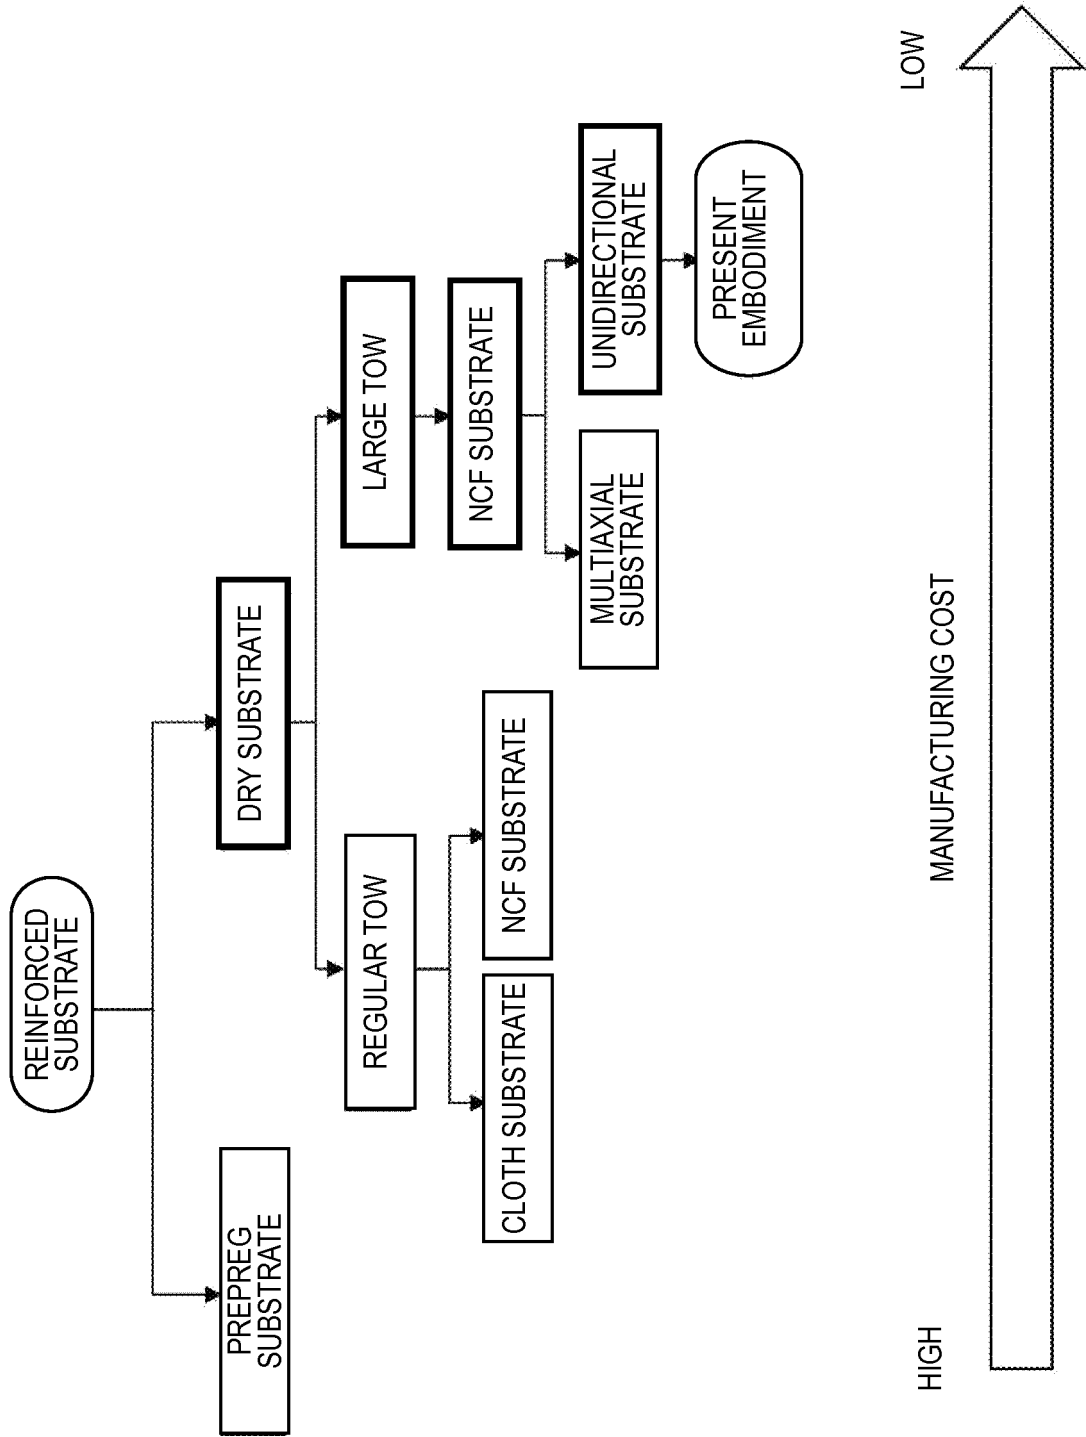 REINFORCED
SUBSTRATE
PREPREG
SUBSTRATE
DRY SUBSTRATE
REGULAR TOW
LARGE TOW
CLOTH SUBSTRATE
NCF SUBSTRATE
NCF SUBSTRATE
MULTIAXIAL
SUBSTRATE
UNIDIRECTIONAL
SUBSTRATE
PRESENT
EMBODIMENT
HIGH
MANUFACTURING COST
LOW